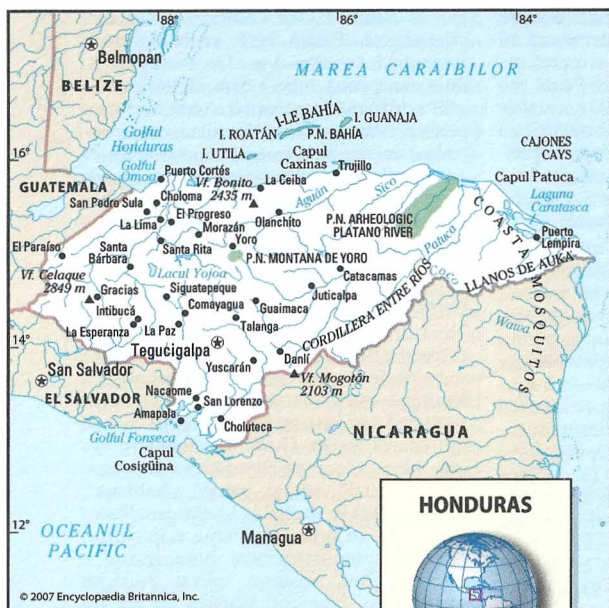 88°
86°
84°
Belmopan
BELIZE
MAREA CARAIBILOR
I-LE BAHÍA
I. GUANAJA
I. ROATÁN
P.N. BAHÍA
Golful
Honduras
I. UTILA
Capul
Caxinas
Trujillo
CAJONES
CAYS
16°
Golful
Omoa
Puerto Cortés
Vf. Bonito
2435 m
La Ceiba
Capul Patuca
GUATEMALA
Choloma
Aguán
Sico
Laguna
Caratasca
San Pedro Sula
La Lima
El Progreso
Olanchito
Morazán
P.N. ARHEOLOGIC
PLATANO RIVER
Patuca
COASTA MOSQUITOS
Puerto
Lempira
El Paraíso
Santa
Bárbara
Santa Rita
Yoro
P.N. MONTANA DE YORO
Coco
LLANOS DE AUKA
Vf. Celaque
2849 m
Lacul Yojoa
Catacamas
Gracias
Siguatepeque
Juticalpa
CORDILLERA ENTRE RÍOS
Intibucá
Comayagua
Guaimaca
La Esperanza
La Paz
Talanga
Wawa
14°
Tegucigalpa
Danlí
San Salvador
Yuscarán
Vf. Mogotón
2103 m
EL SALVADOR
Nacaome
San Lorenzo
Amapala
Choluteca
Golful Fonseca
Capul
Cosigüina
NICARAGUA
HONDURAS
12°
OCEANUL
PACIFIC
Managua
© 2007 Encyclopædia Britannica, Inc.